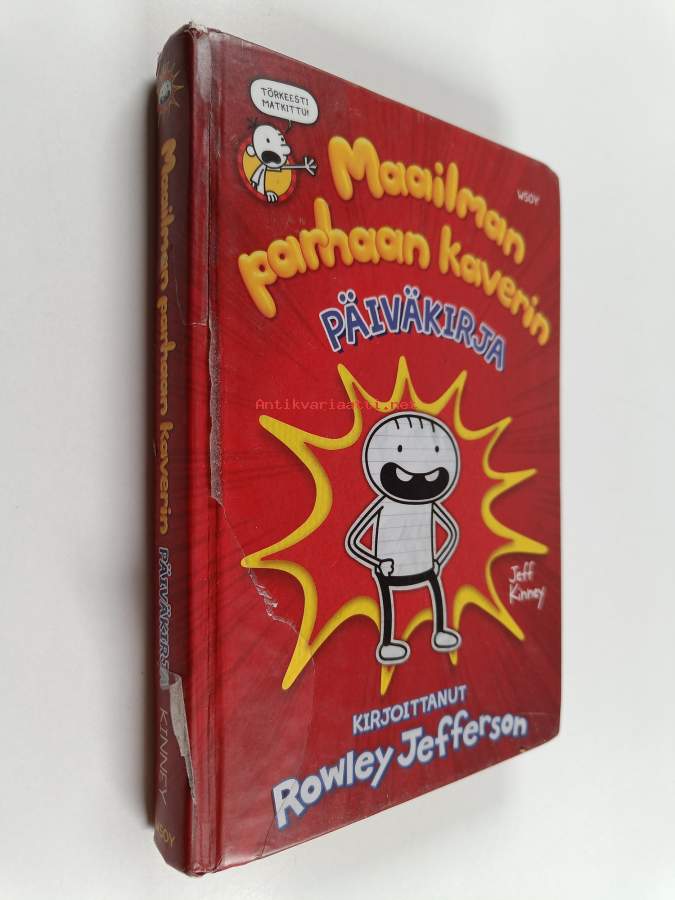 TÖRKEESTI
MATKITTU!
WSOY
Maailman
parhaan kaverin
PÄIVÄKIRJA
Antikvariaatti.net
Jeff
Kinney
KIRJOITTANUT
Rowley Jefferson
Maailman parhaan kaverin PÄIVÄKIRJA KINNEY WSOY